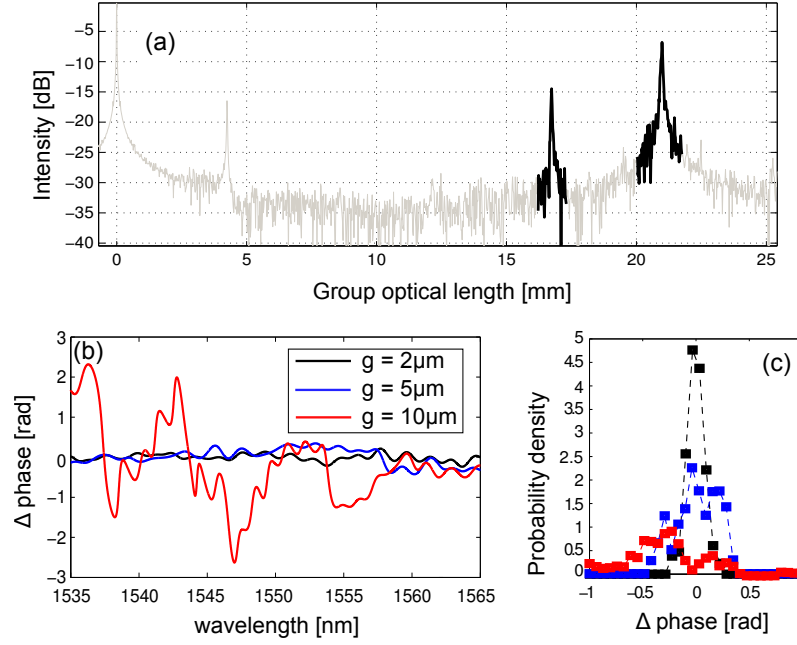 (a)
Intensity [dB]
−5
−10
−15
−20
−25
−30
−35
−40
0 5 10 15 20 25
Group optical length [mm]
(b)
Δ phase [rad]
3
2
1
0
−1
−2
−3
g = 2μm
g = 5μm
g = 10μm
1535 1540 1545 1550 1555 1560 1565
wavelength [nm]
(c)
Probability density
5
4.5
4
3.5
3
2.5
2
1.5
1
0.5
0
−1 −0.5 0 0.5
Δ phase [rad]